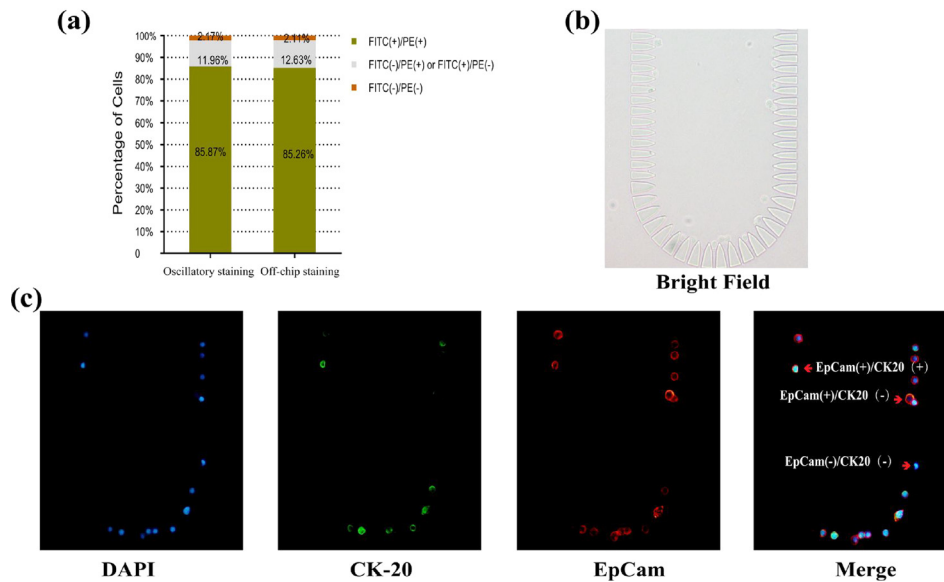 (a)
100%
90%
80%
70%
60%
50%
40%
30%
20%
10%
0
Percentage of Cells
2.17%
11.96%
85.87%
2.11%
12.63%
85.26%
Oscillatory staining
Off-chip staining
FITC(+)/PE(+)
FITC(-)/PE(+) or FITC(+)/PE(-)
FITC(-)/PE(-)
(b)
Bright Field
(c)
EpCam(+)/CK20 (+)
EpCam(+)/CK20 (-)
EpCam(-)/CK20 (-)
DAPI
CK-20
EpCam
Merge